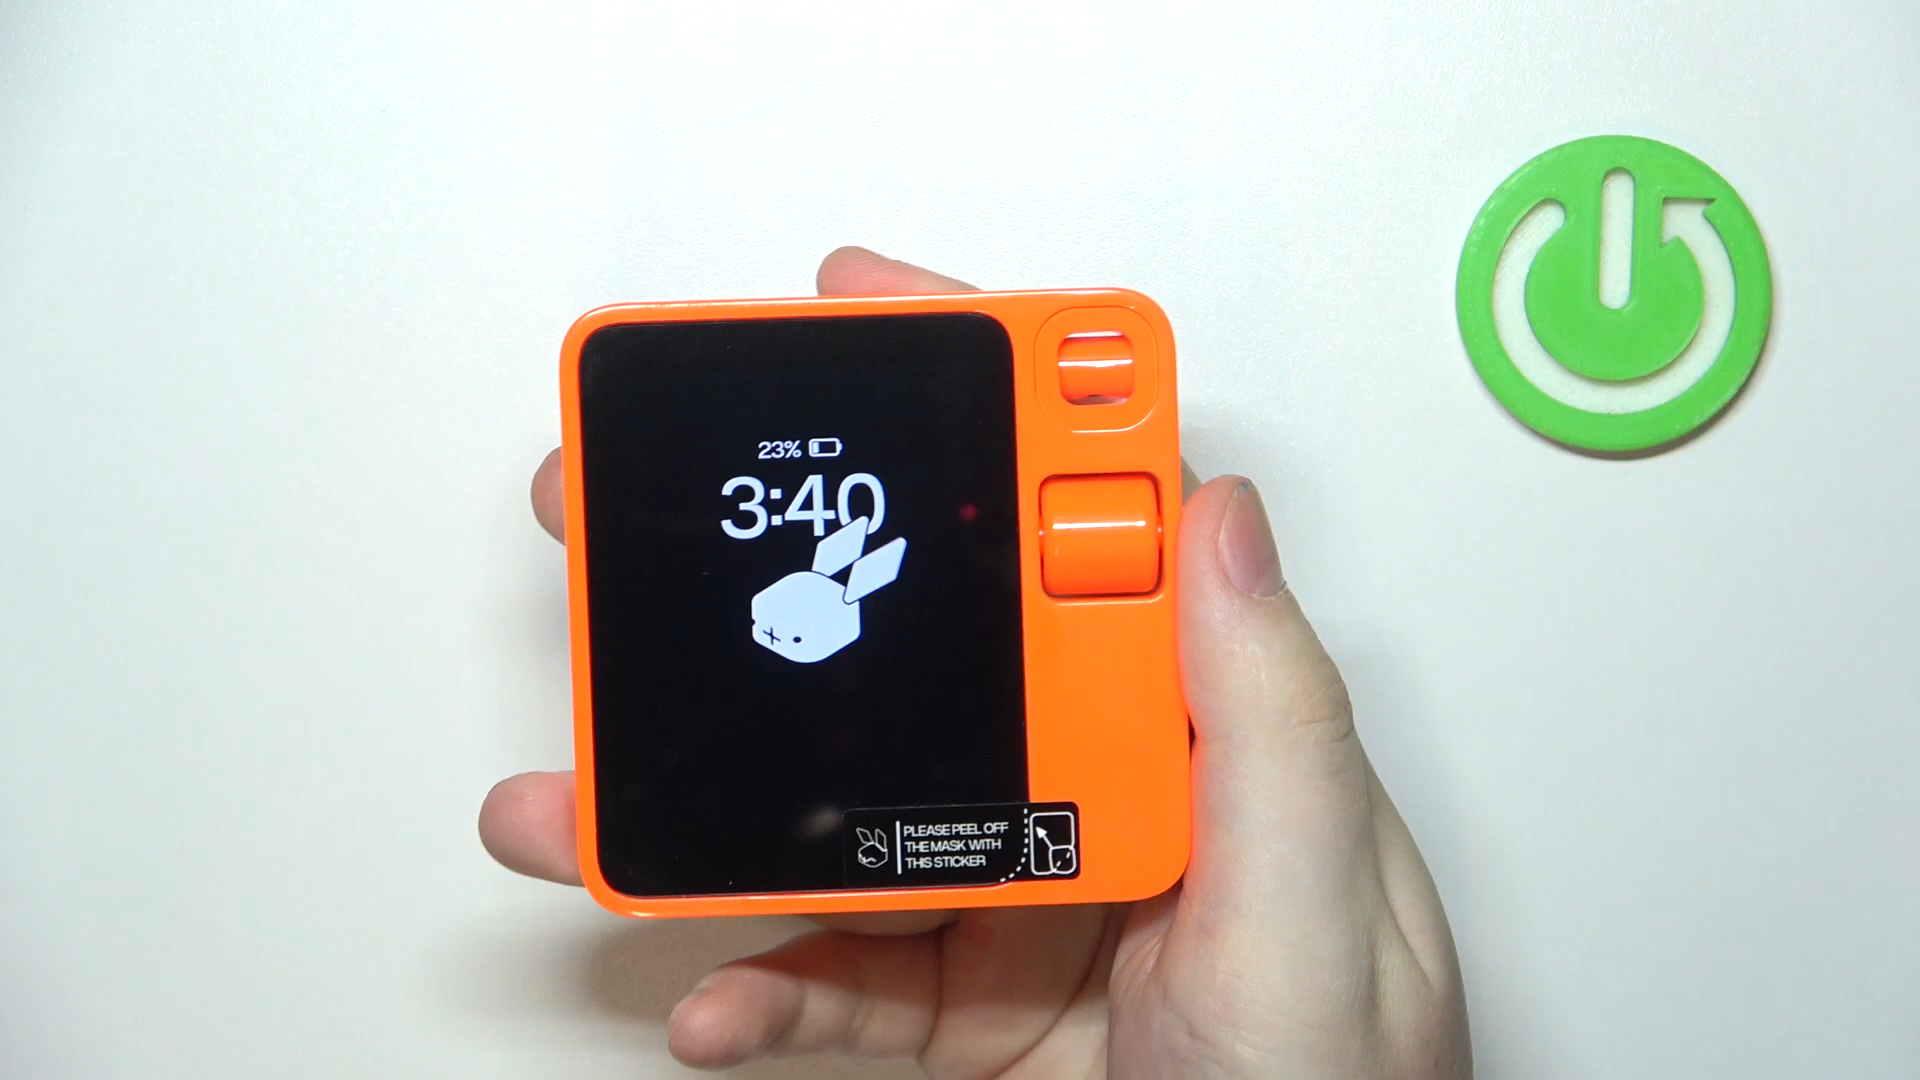 23%
3:40
PLEASE PEEL OFF
THE MASK WITH
THIS STICKER